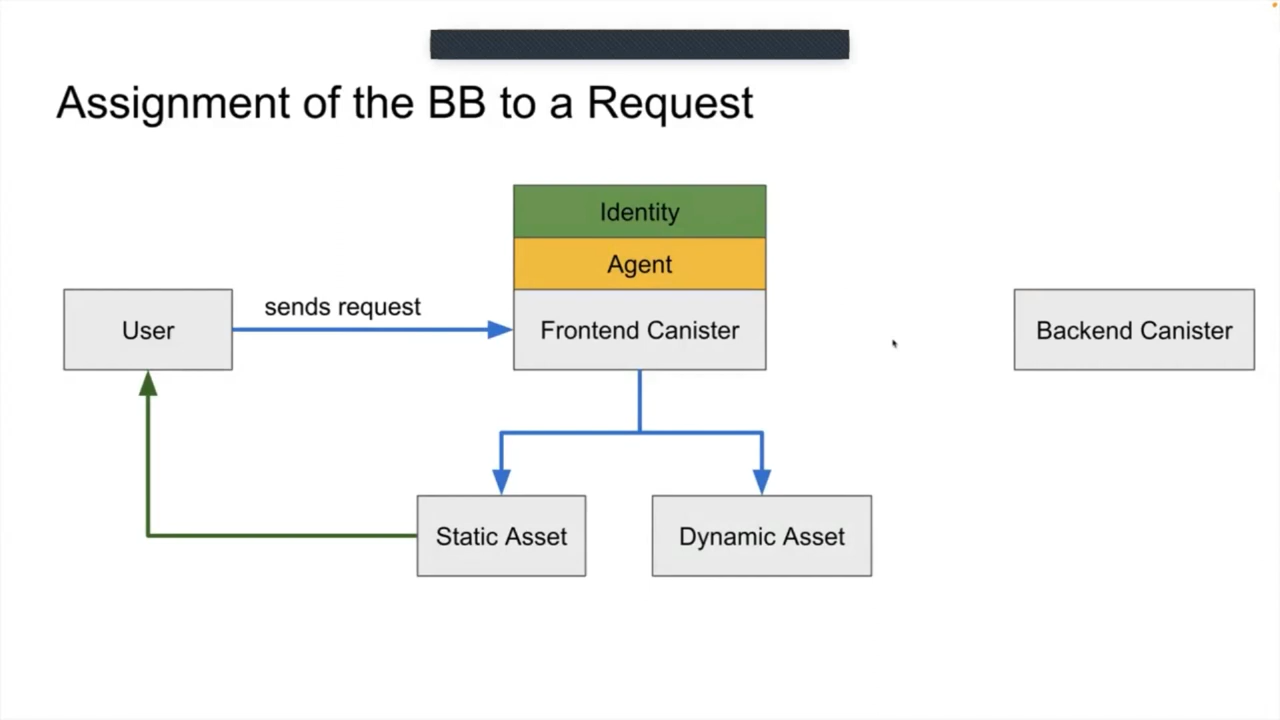 Assignment of the BB to a Request
Identity
Agent
sends request
User
Frontend Canister
Backend Canister
Static Asset
Dynamic Asset